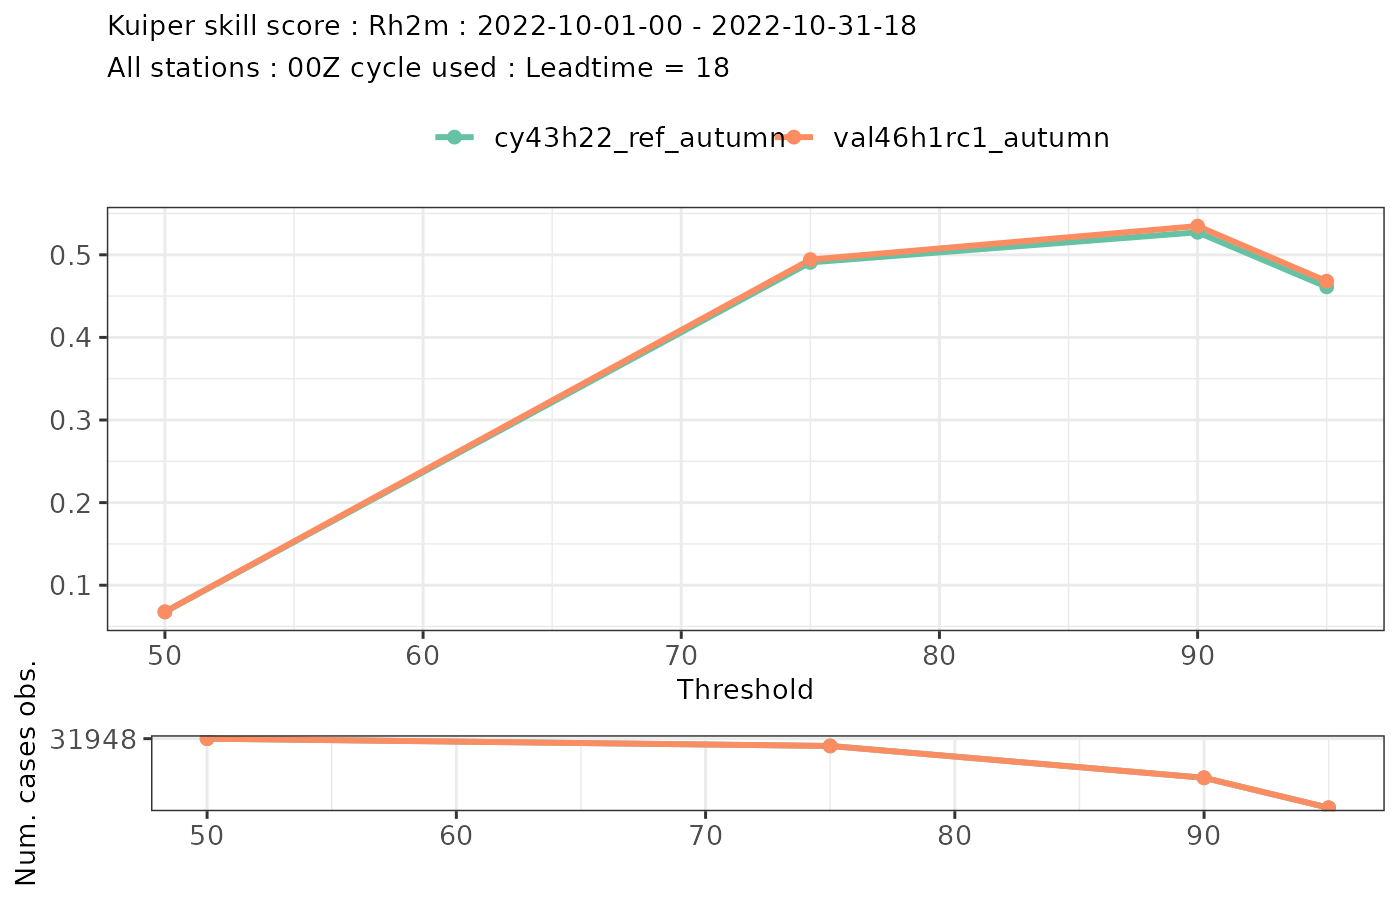 Kuiper skill score : Rh2m : 2022-10-01-00 - 2022-10-31-18
All stations : 00Z cycle used : Leadtime = 18
cy43h22_ref_autumn val46h1rc1_autumn
0.5
0.4
0.3
0.2
0.1
50 60 70 80 90
Threshold
Num. cases obs.
31948
50 60 70 80 90